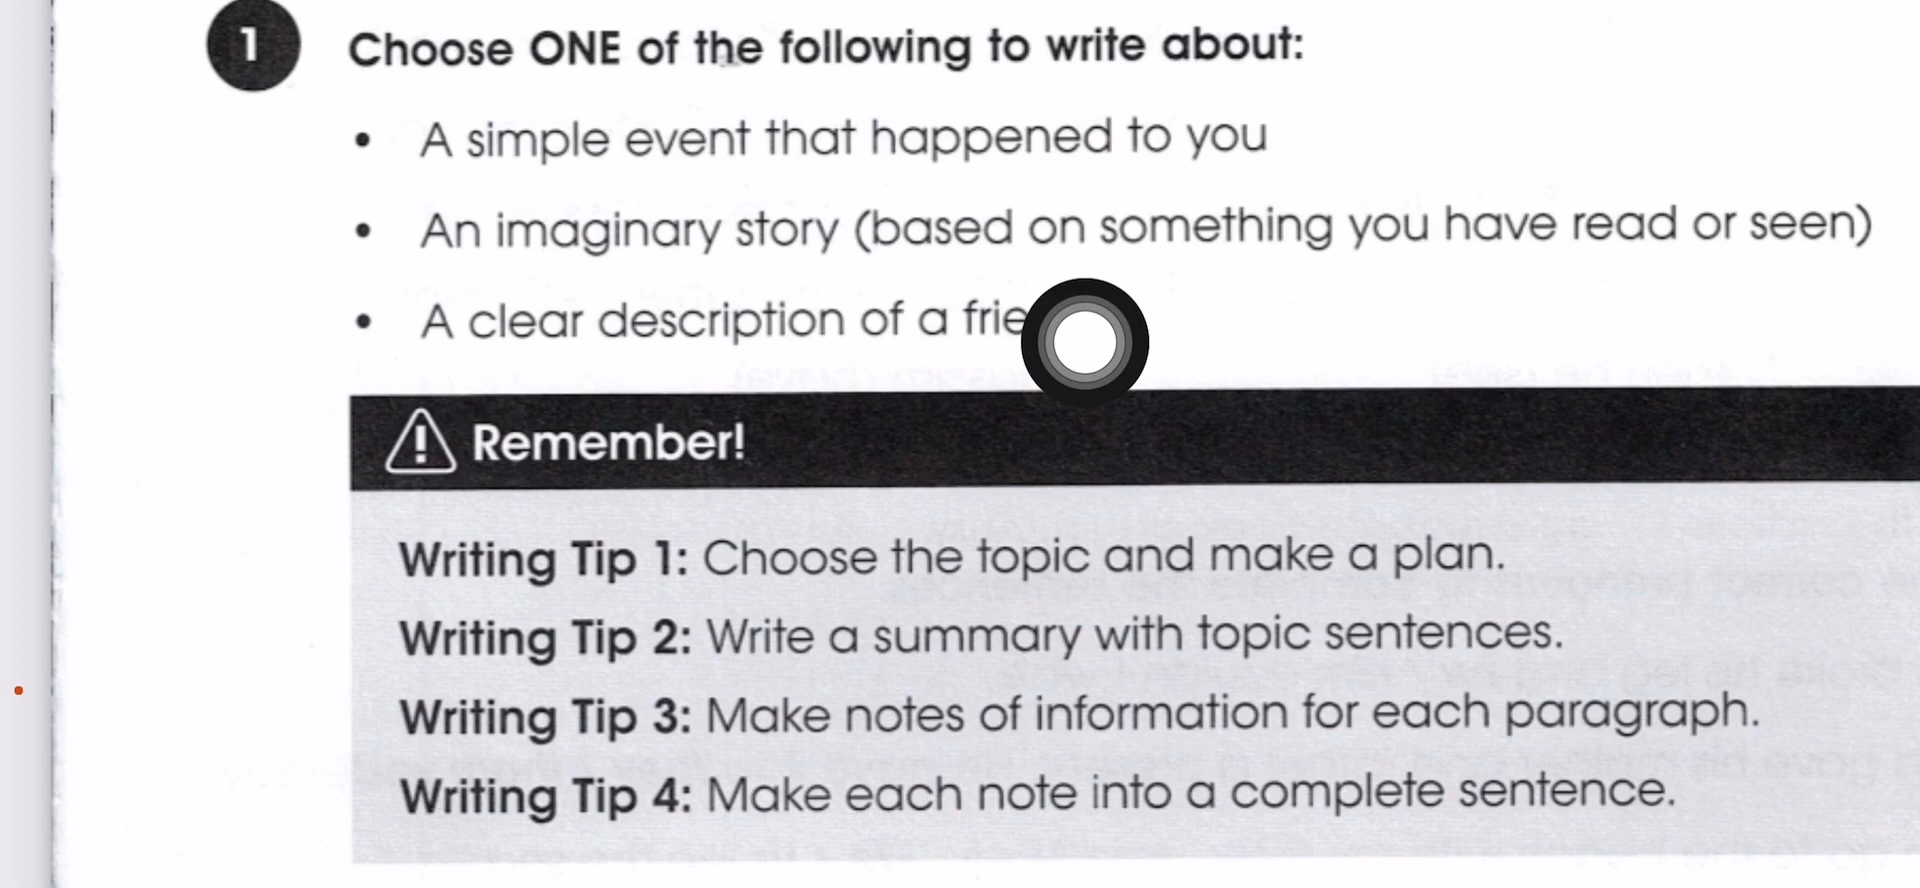 1 Choose ONE of the following to write about:
• A simple event that happened to you
• An imaginary story (based on something you have read or seen)
• A clear description of a
Remember!
Writing Tip 1: Choose the topic and make a plan.
Writing Tip 2: Write a summary with topic sentences.
Writing Tip 3: Make notes of information for each paragraph.
Writing Tip 4: Make each note into a complete sentence.